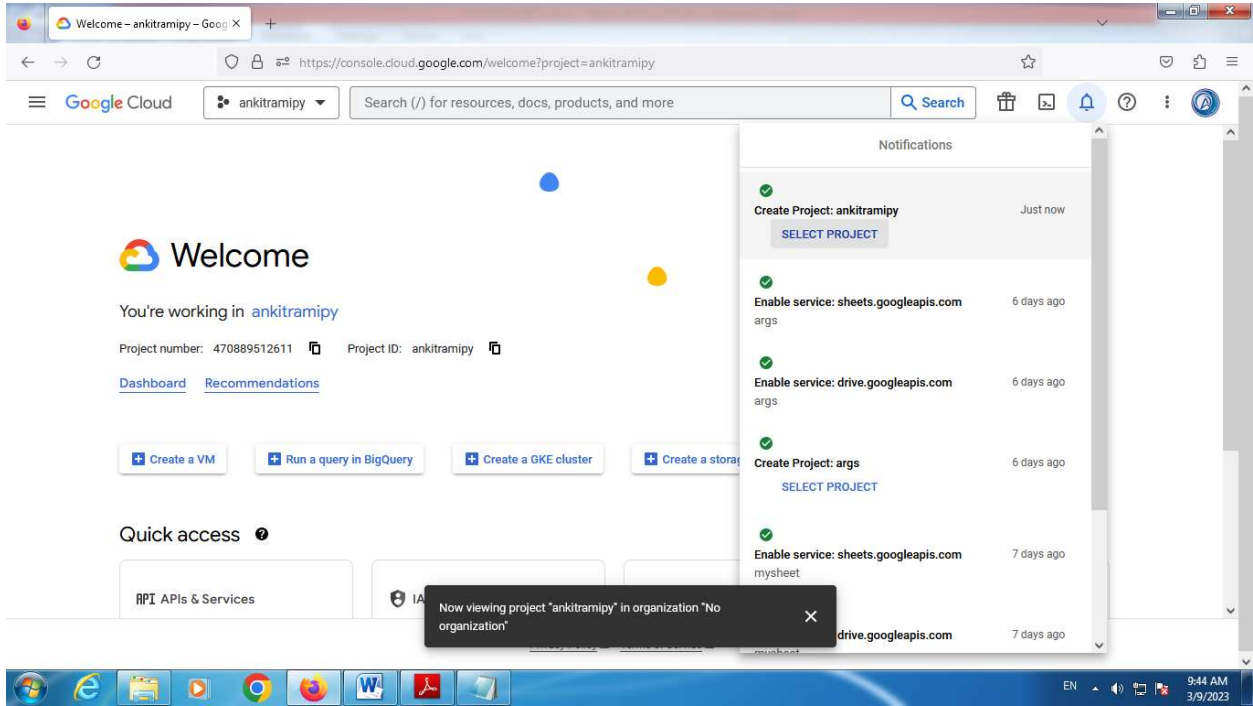 Welcome – ankitramipy – Goog
https://console.cloud.google.com/welcome?project=ankitramipy
Google Cloud
ankitramipy
Search (/) for resources, docs, products, and more
Search
Notifications
Create Project: ankitramipy
Just now
SELECT PROJECT
Enable service: sheets.googleapis.com
6 days ago
args
Enable service: drive.googleapis.com
6 days ago
args
Create Project: args
6 days ago
SELECT PROJECT
Enable service: sheets.googleapis.com
7 days ago
mysheet
drive.googleapis.com
7 days ago
mysheet
Welcome
You're working in ankitramipy
Project number: 470889512611
Project ID: ankitramipy
Dashboard
Recommendations
Create a VM
Run a query in BigQuery
Create a GKE cluster
Create a storag
Quick access
API APIs & Services
IA
Now viewing project "ankitramipy" in organization "No
organization"
EN
9:44 AM
3/9/2023